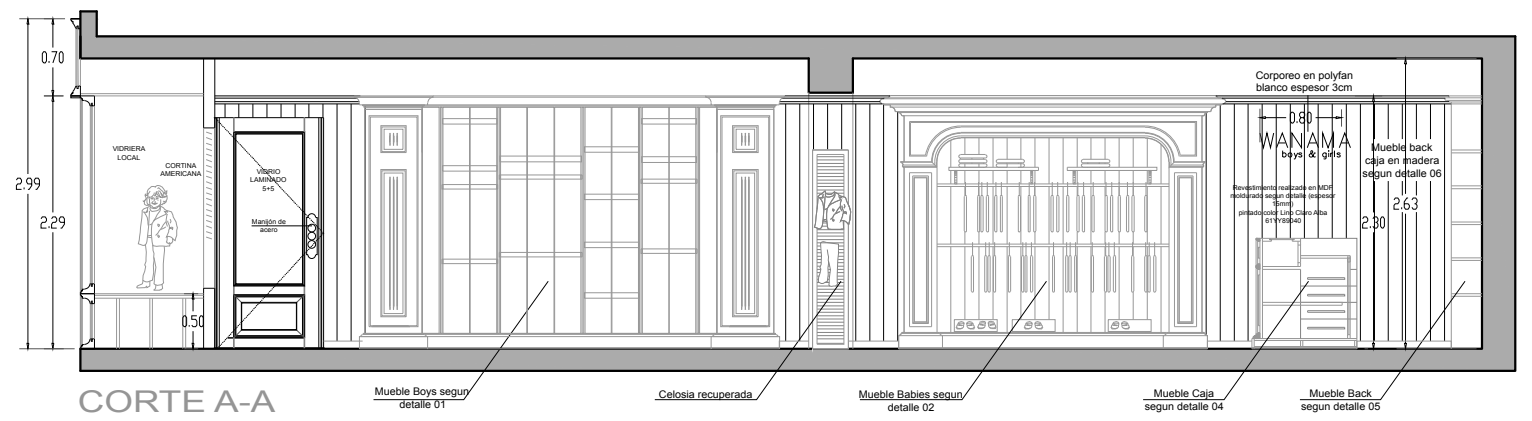 Corporeo en polyfan
blanco espesor 3cm
0.70
0.80
WANAMA
boys & girls
VIDRIERA
LOCAL
CORTINA
AMERICANA
VIDRIO
LAMINADO
5+5
Mueble back
caja en madera
segun detalle 06
2.99
2.29
Manijón de
acero
Revestimiento realizado en MDF
moldurado segun detalle (espesor
15mm)
pintado color Lino Claro Alba
61YY89040
2.30
2.63
0.50
CORTE A-A
Mueble Boys segun
detalle 01
Celosia recuperada
Mueble Babies segun
detalle 02
Mueble Caja
segun detalle 04
Mueble Back
segun detalle 05